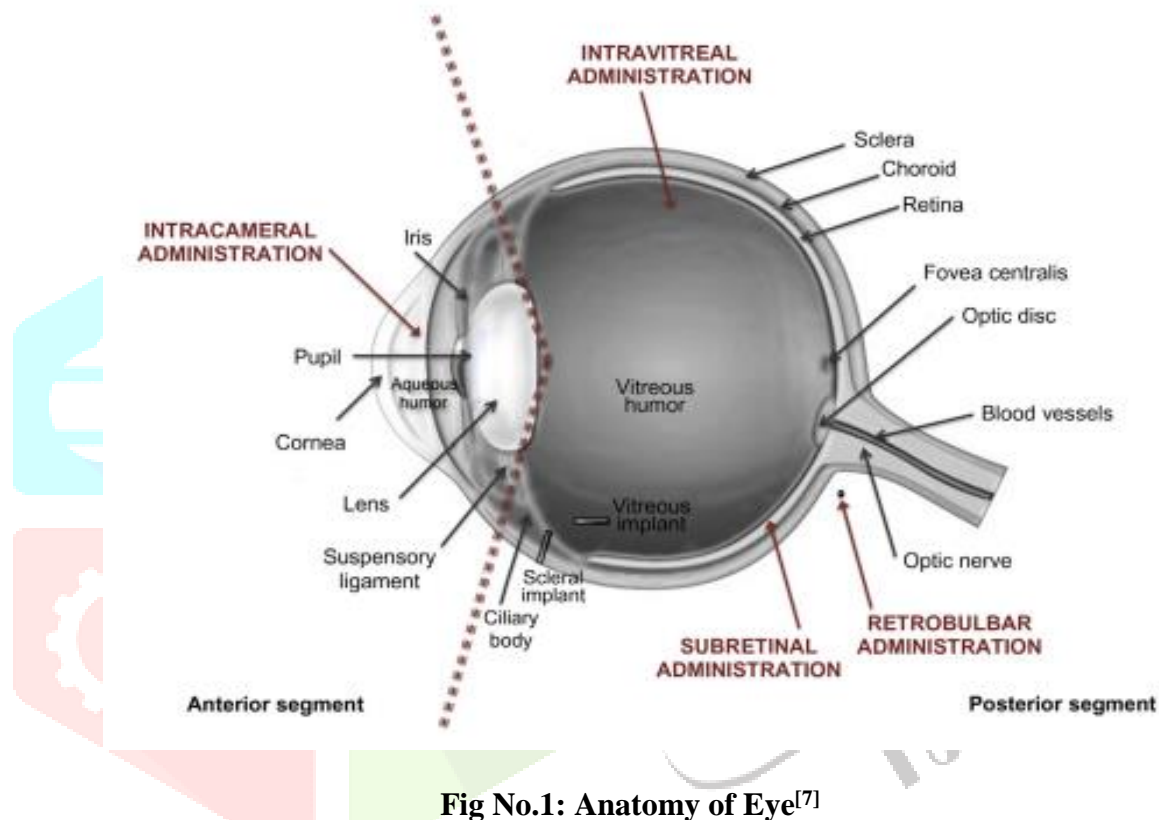 INTRAVITREAL
ADMINISTRATION
Sclera
Choroid
Retina
INTRACAMERAL
ADMINISTRATION
Iris
Fovea centralis
Optic disc
Pupil
Aqueous
humor
Vitreous
humor
Blood vessels
Cornea
Lens
Vitreous
implant
Suspensory
ligament
Scleral
implant
Optic nerve
Ciliary
body
SUBRETINAL
ADMINISTRATION
RETROBULBAR
ADMINISTRATION
Anterior segment
Posterior segment
Fig No.1: Anatomy of Eye[7]